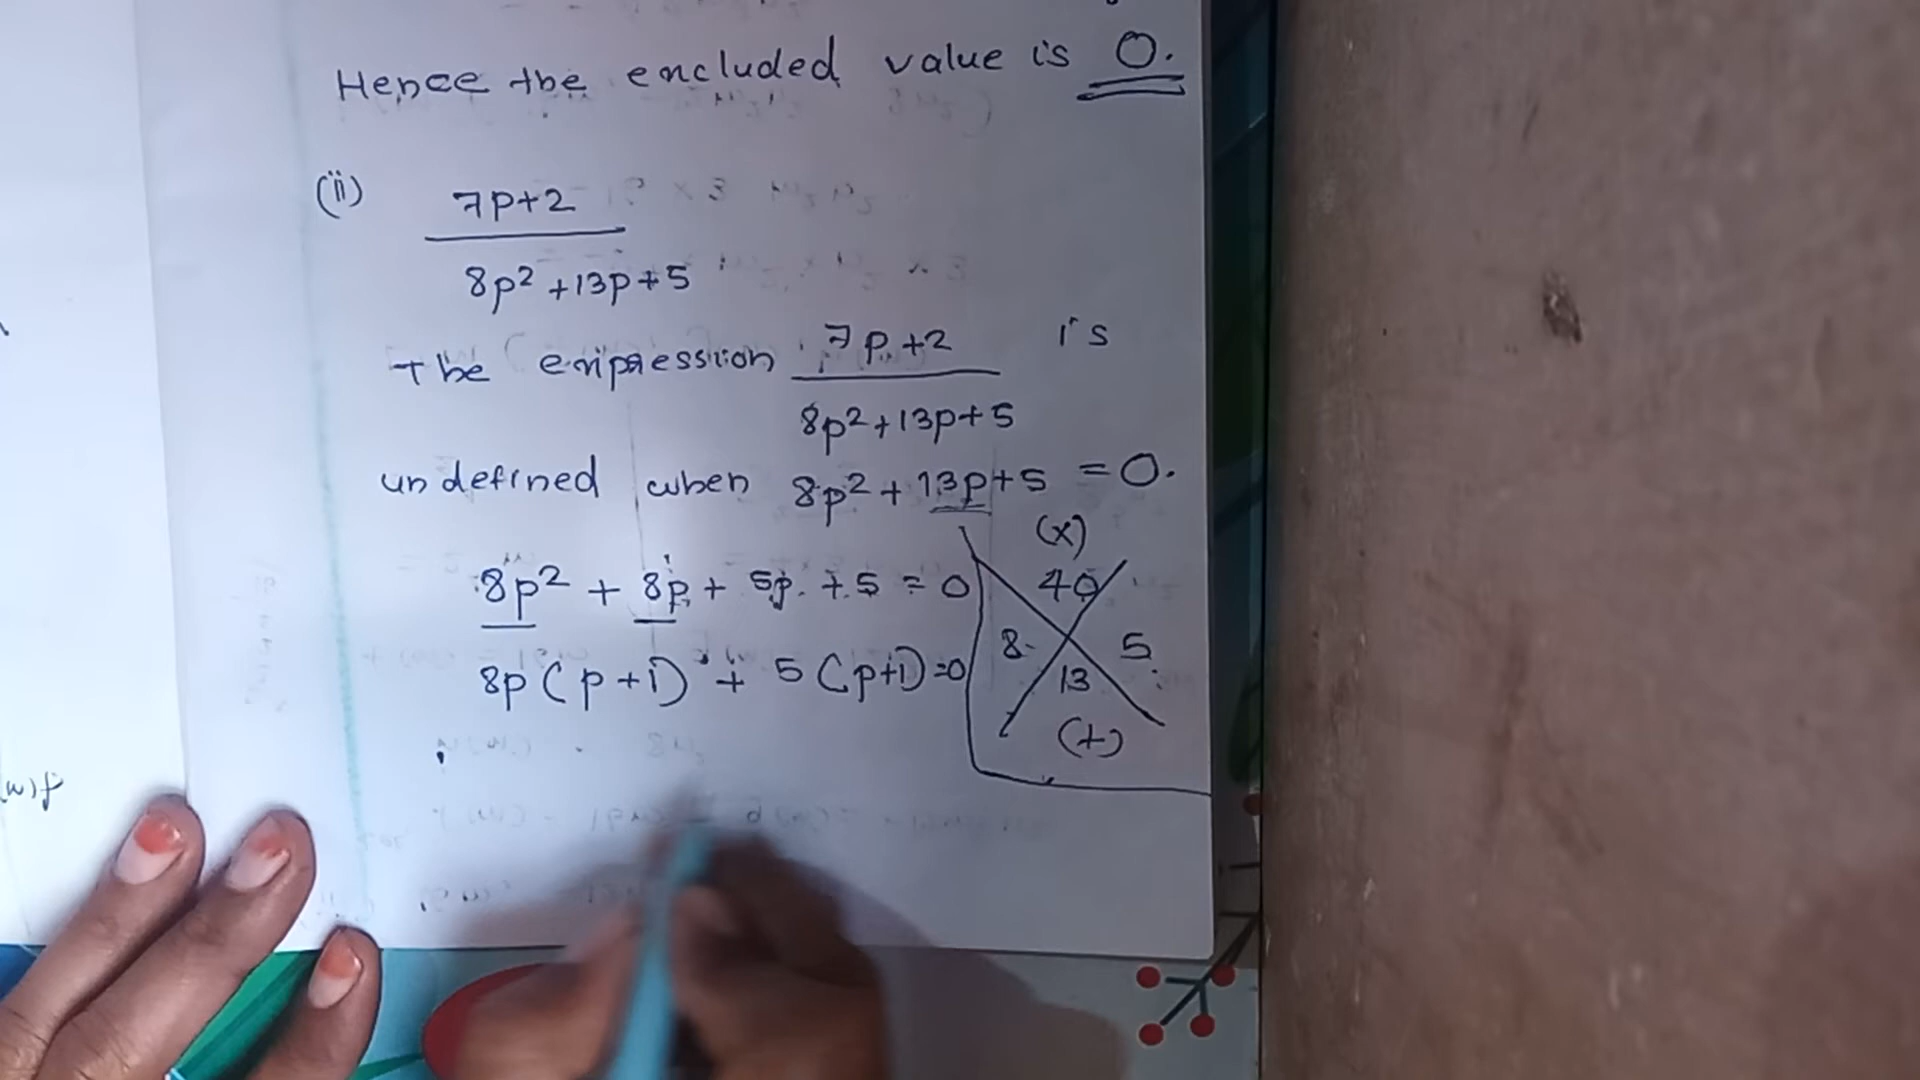 Hence the encluded value is 0.
(ii) 7p+2
8p² +13p+5
the enipression 7p+2 is
8p²+13p+5
undefined when 8p²+13p+5 = 0.
(x)
8p² + 8p + 5p + 5 = 0
40
8 5
8p (p+1) + 5 (p+1)=0
13
(+)